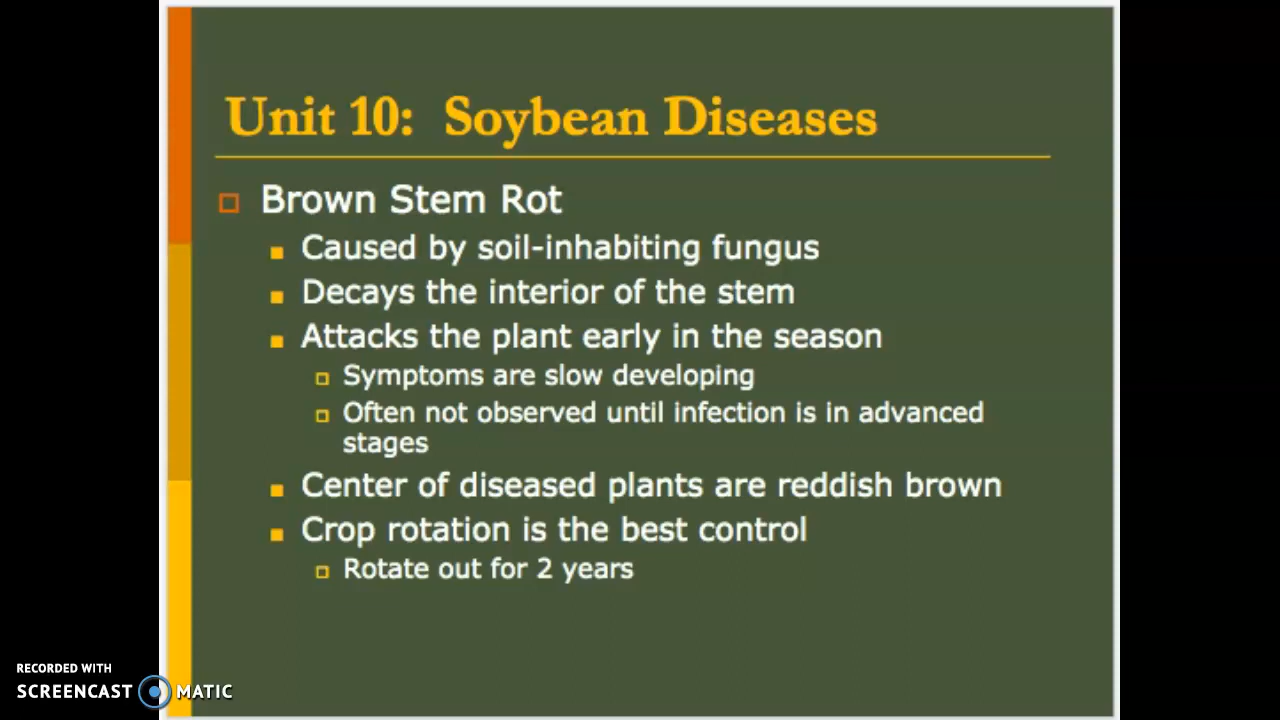 Unit 10: Soybean Diseases
Brown Stem Rot
Caused by soil-inhabiting fungus
Decays the interior of the stem
Attacks the plant early in the season
Symptoms are slow developing
Often not observed until infection is in advanced
stages
Center of diseased plants are reddish brown
Crop rotation is the best control
Rotate out for 2 years
RECORDED WITH
SCREENCAST MATIC